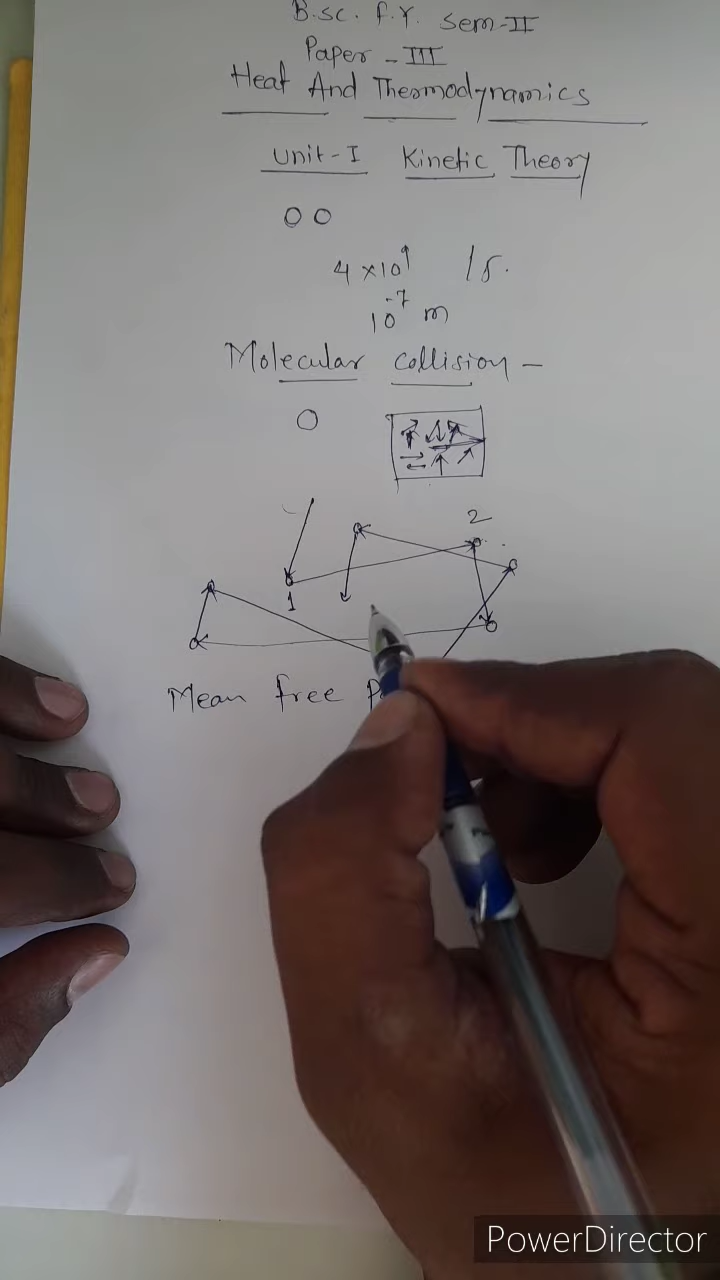 B.Sc. F.Y. Sem-II
Paper - III
Heat And Thermodynamics
Unit-I Kinetic Theory
4 × 10⁹ /s.
10⁻⁷ m
Molecular Collision -
2
1
Mean free
PowerDirector